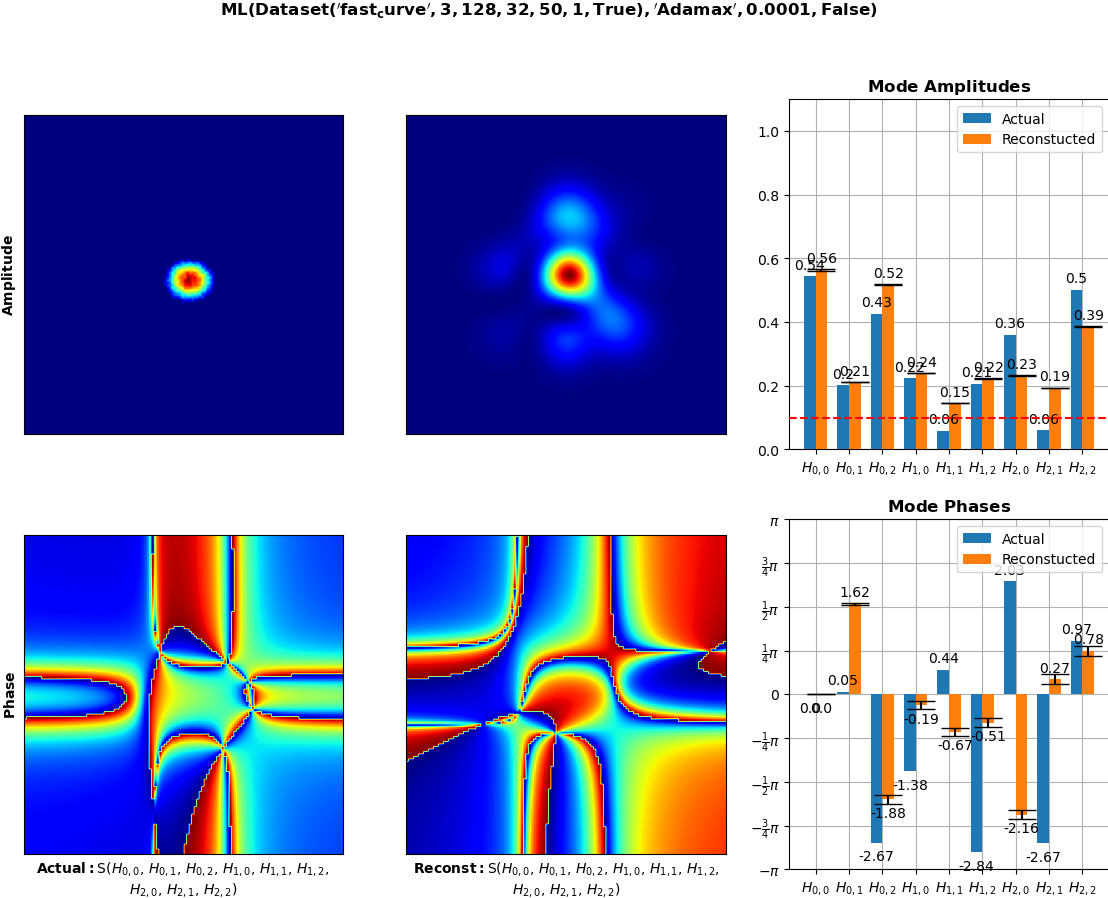 ML(Dataset('fast_curve', 3, 128, 32, 50, 1, True), 'Adamax', 0.0001, False)
Mode Amplitudes
Amplitude
Actual
Reconstucted
1.0
0.8
0.6
0.4
0.2
0.0
0.54 0.56
0.2 0.21
0.43 0.52
0.22 0.24
0.06 0.15
0.21 0.22
0.36 0.23
0.06 0.19
0.5 0.39
H0,0 H0,1 H0,2 H1,0 H1,1 H1,2 H2,0 H2,1 H2,2
Mode Phases
Phase
Actual
Reconstucted
π
3/4π
1/2π
1/4π
0
−1/4π
−1/2π
−3/4π
−π
0.0 0.0
0.05 1.62
-2.67 -1.88
-1.38 -0.19
0.44 -0.67
-2.84 -0.51
2.03 -2.16
-2.67 0.27
0.97 0.78
H0,0 H0,1 H0,2 H1,0 H1,1 H1,2 H2,0 H2,1 H2,2
Actual: S(H0,0, H0,1, H0,2, H1,0, H1,1, H1,2,
H2,0, H2,1, H2,2)
Reconst: S(H0,0, H0,1, H0,2, H1,0, H1,1, H1,2,
H2,0, H2,1, H2,2)